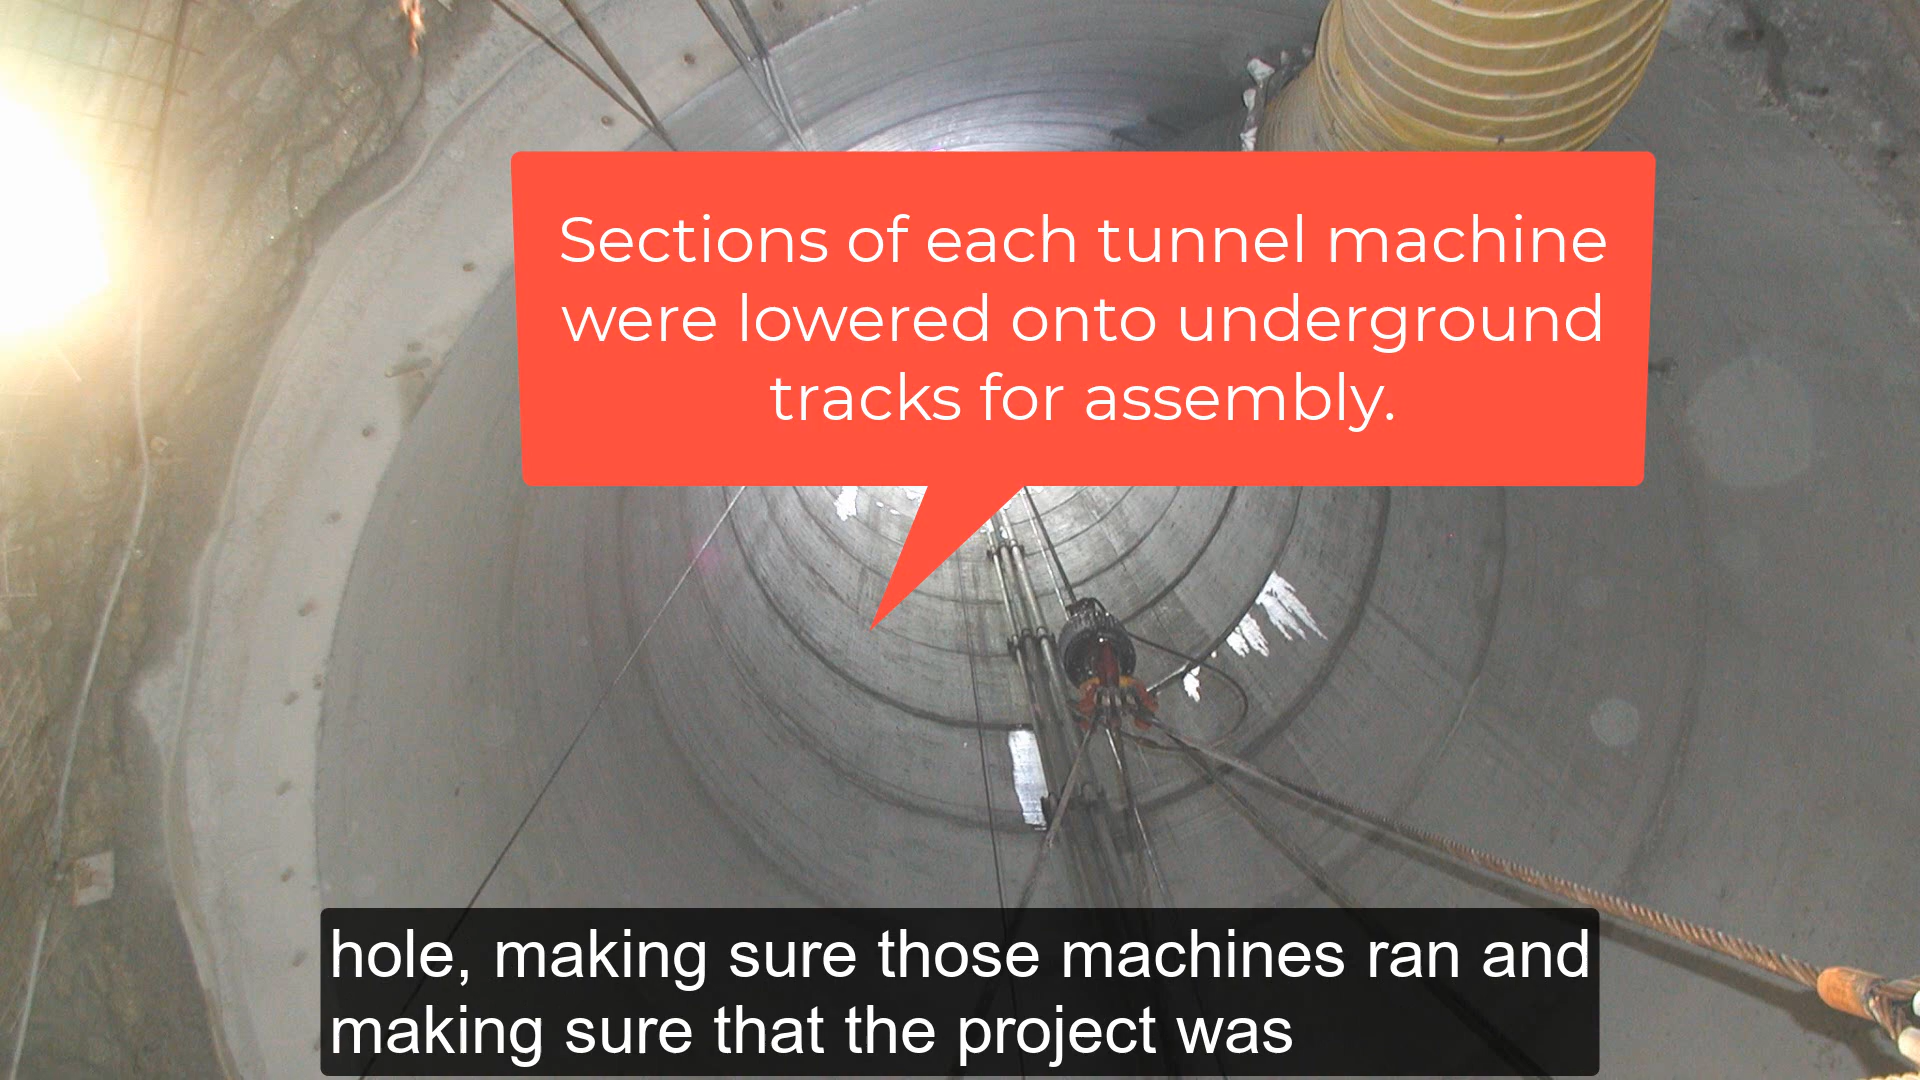 Sections of each tunnel machine
were lowered onto underground
tracks for assembly.
hole, making sure those machines ran and
making sure that the project was